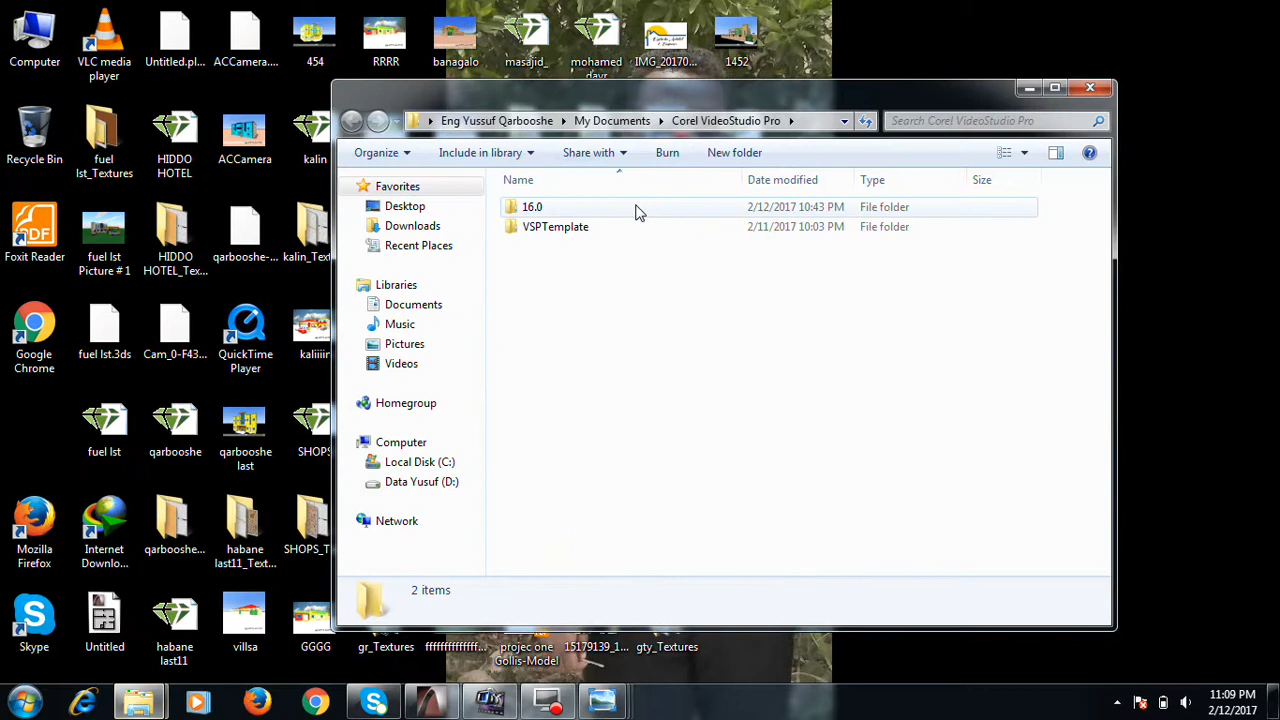 Computer
VLC media
player
Untitled.pl...
ACCamera....
454
RRRR
banagalo
masajid_
mohamed
dayr
IMG_20170...
1452
Recycle Bin
fuel
lst_Textures
HIDDO
HOTEL
ACCamera
kalin
Foxit Reader
fuel lst
Picture # 1
HIDDO
HOTEL_Tex...
qarbooshe-...
kalin_Text
Google
Chrome
fuel lst.3ds
Cam_0-F43...
QuickTime
Player
kaliiiin
fuel lst
qarbooshe
qarbooshe
last
SHOPS
Mozilla
Firefox
Internet
Downlo...
qarbooshe...
habane
last11_Text...
SHOPS_T
Skype
Untitled
habane
last11
villsa
GGGG
gr_Textures
ffffffffffffff...
projec one
Gollis-Model
15179139_1...
gty_Textures
Eng Yussuf Qarbooshe
My Documents
Corel VideoStudio Pro
Search Corel VideoStudio Pro
Organize
Include in library
Share with
Burn
New folder
Favorites
Desktop
Downloads
Recent Places
Libraries
Documents
Music
Pictures
Videos
Homegroup
Computer
Local Disk (C:)
Data Yusuf (D:)
Network
Name Date modified Type Size
16.0 2/12/2017 10:43 PM File folder
VSPTemplate 2/11/2017 10:03 PM File folder
2 items
11:09 PM
2/12/2017